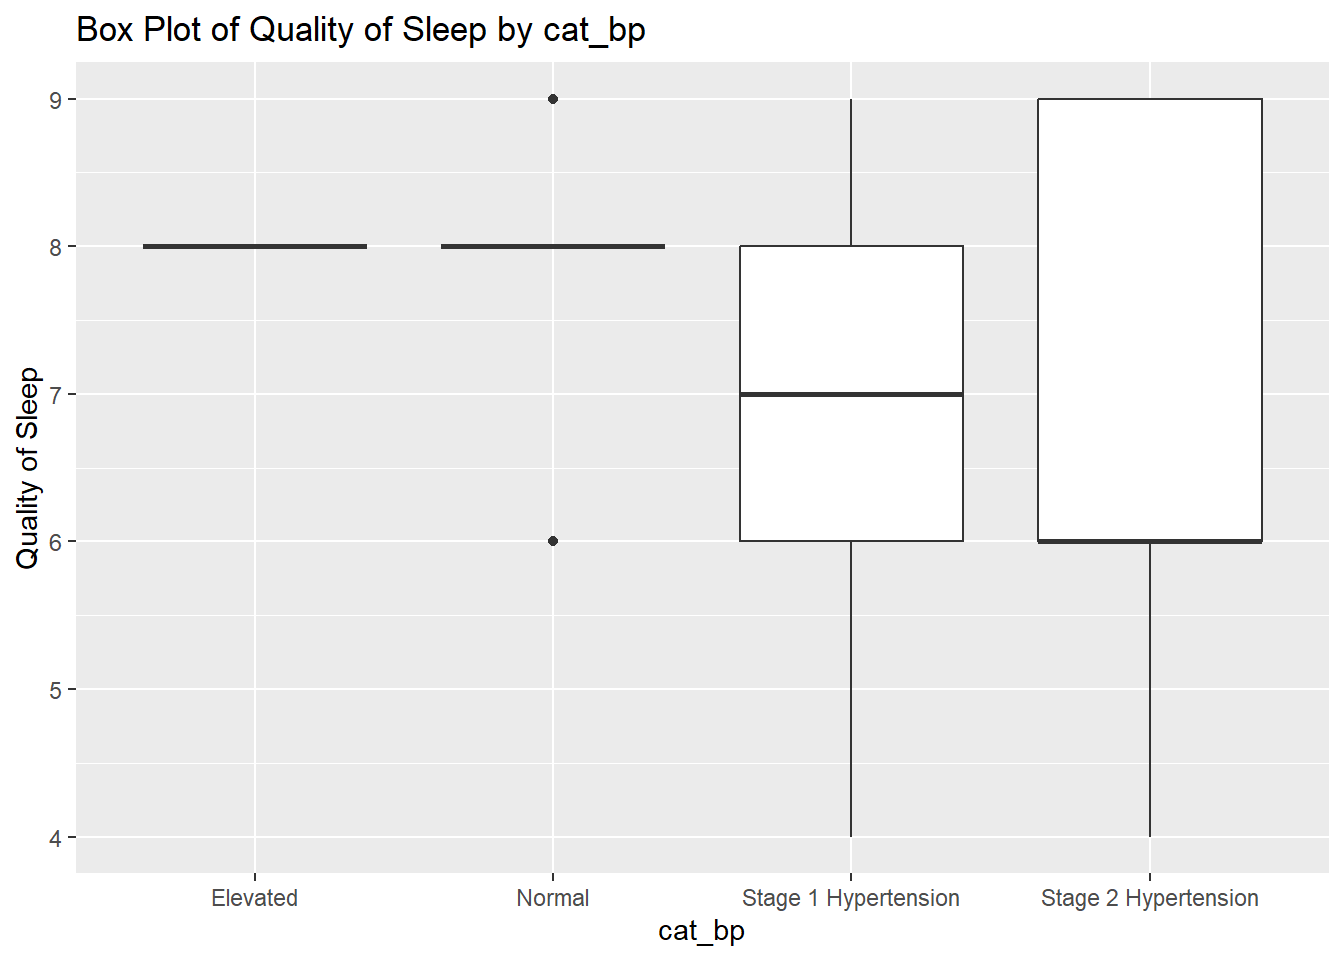 Box Plot of Quality of Sleep by cat_bp
9
8
7
6
5
4
Quality of Sleep
Elevated
Normal
Stage 1 Hypertension
Stage 2 Hypertension
cat_bp